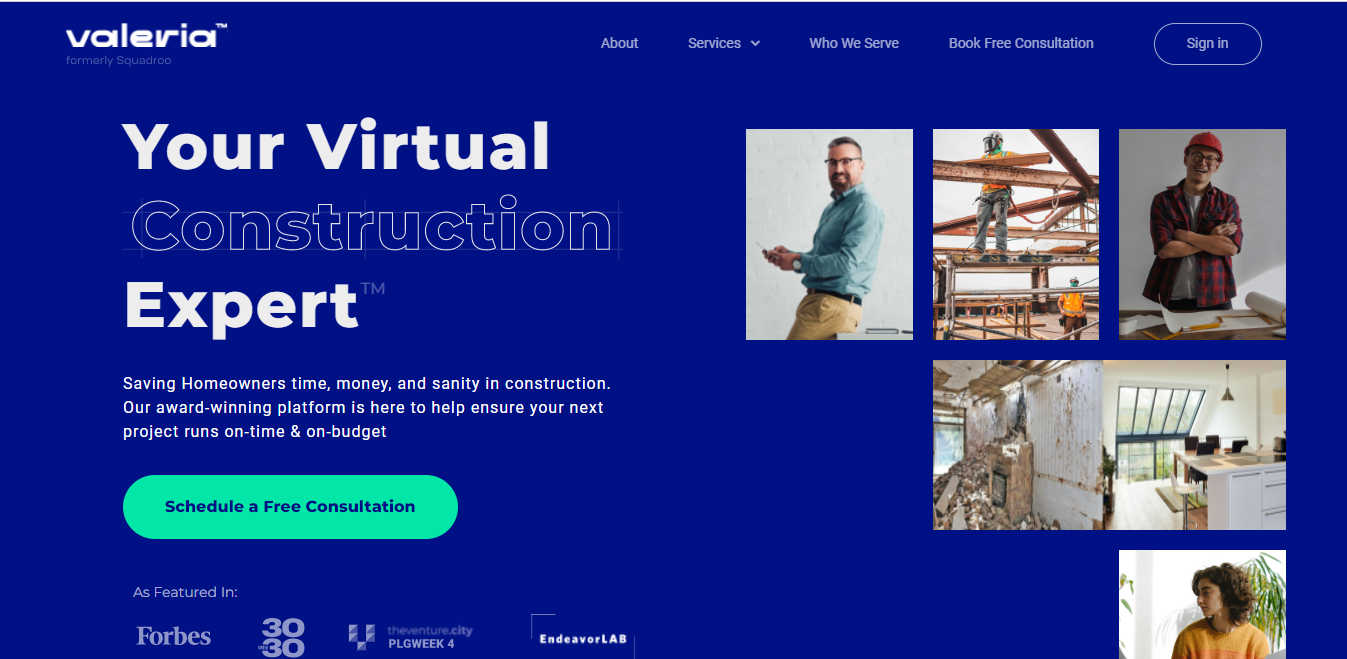 valeria™
formerly Squadroo
About
Services
Who We Serve
Book Free Consultation
Sign in
Your Virtual
Construction
Expert™
Saving Homeowners time, money, and sanity in construction.
Our award-winning platform is here to help ensure your next
project runs on-time & on-budget
Schedule a Free Consultation
As Featured In:
Forbes
30
30
theventure.city
PLGWEEK 4
EndeavorLAB